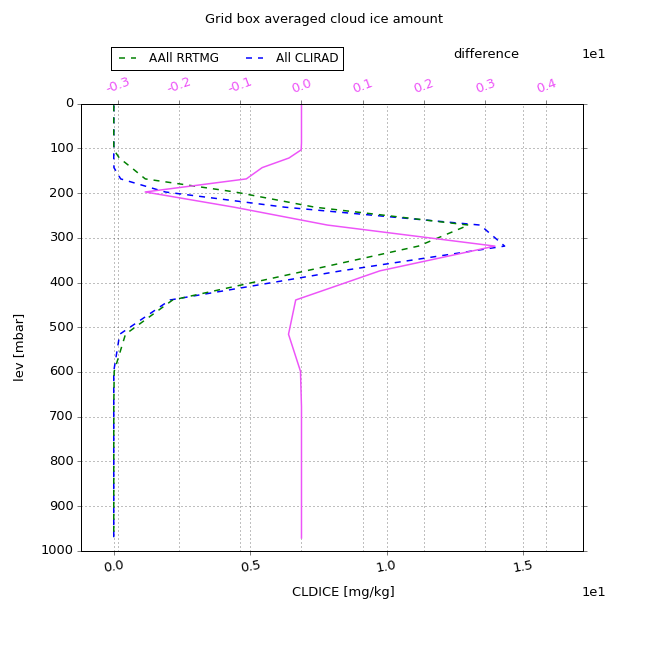 Grid box averaged cloud ice amount
AAll RRTMG All CLIRAD
difference 1e1
-0.3 -0.2 -0.1 0.0 0.1 0.2 0.3 0.4
0
100
200
300
400
500
600
700
800
900
1000
lev [mbar]
0.0 0.5 1.0 1.5
CLDICE [mg/kg] 1e1